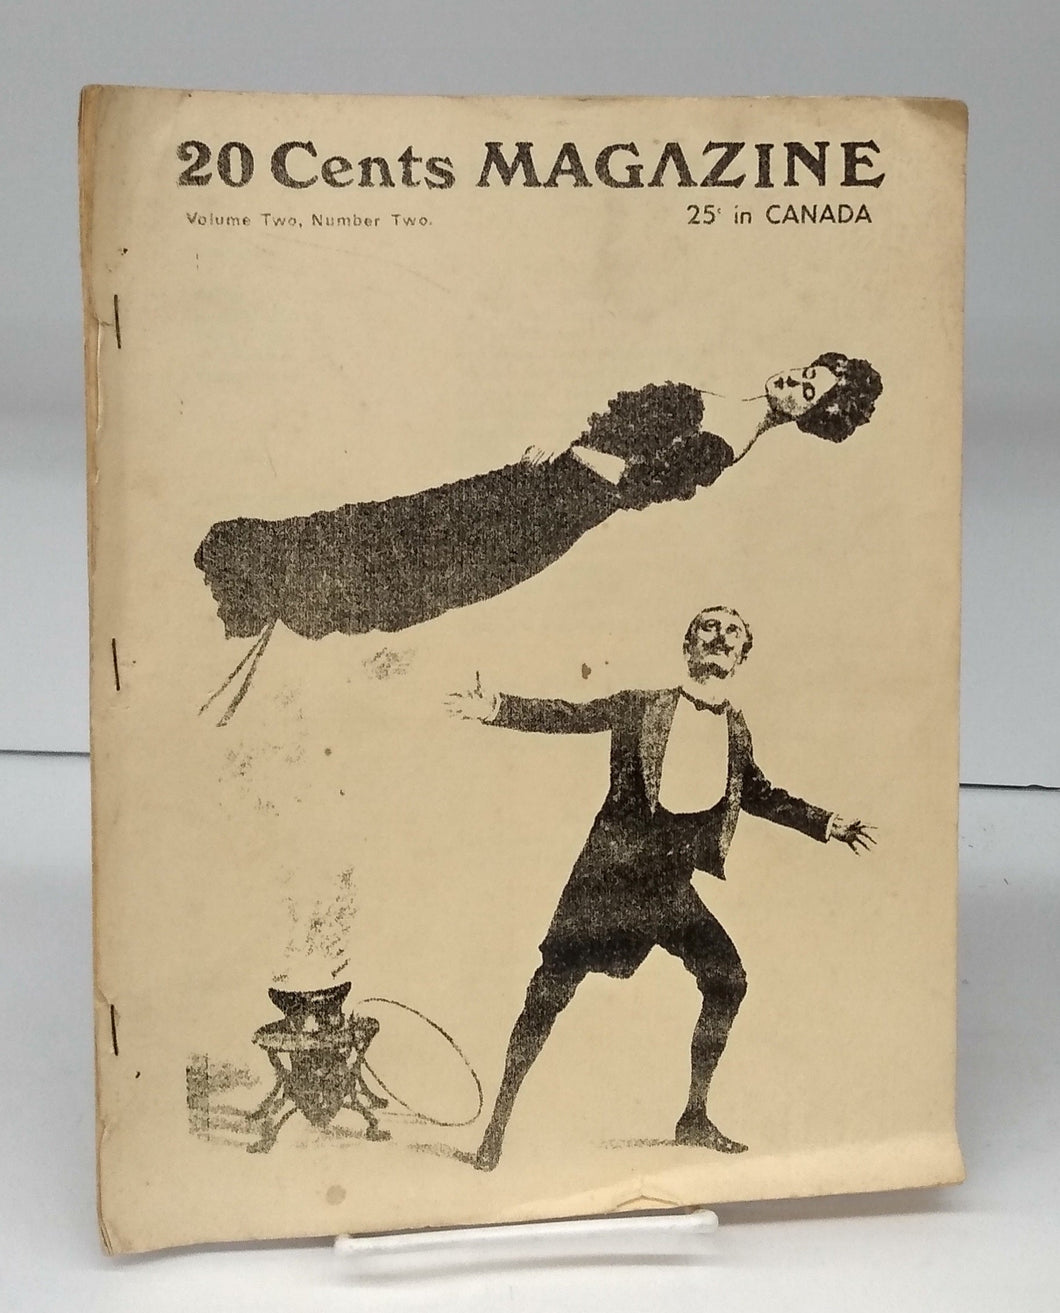 20 Cents MAGAZINE
Volume Two, Number Two.
25¢ in CANADA